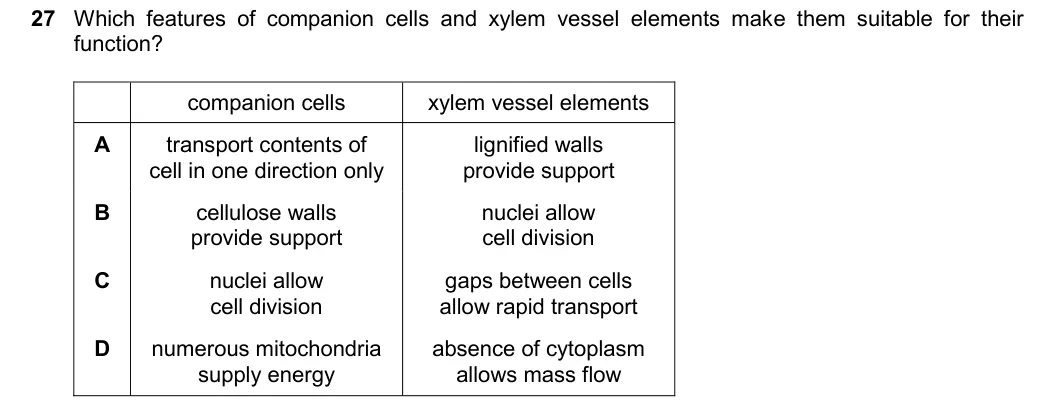 27 Which features of companion cells and xylem vessel elements make them suitable for their
function?
companion cells xylem vessel elements
A transport contents of lignified walls
cell in one direction only provide support
B cellulose walls nuclei allow
provide support cell division
C nuclei allow gaps between cells
cell division allow rapid transport
D numerous mitochondria absence of cytoplasm
supply energy allows mass flow